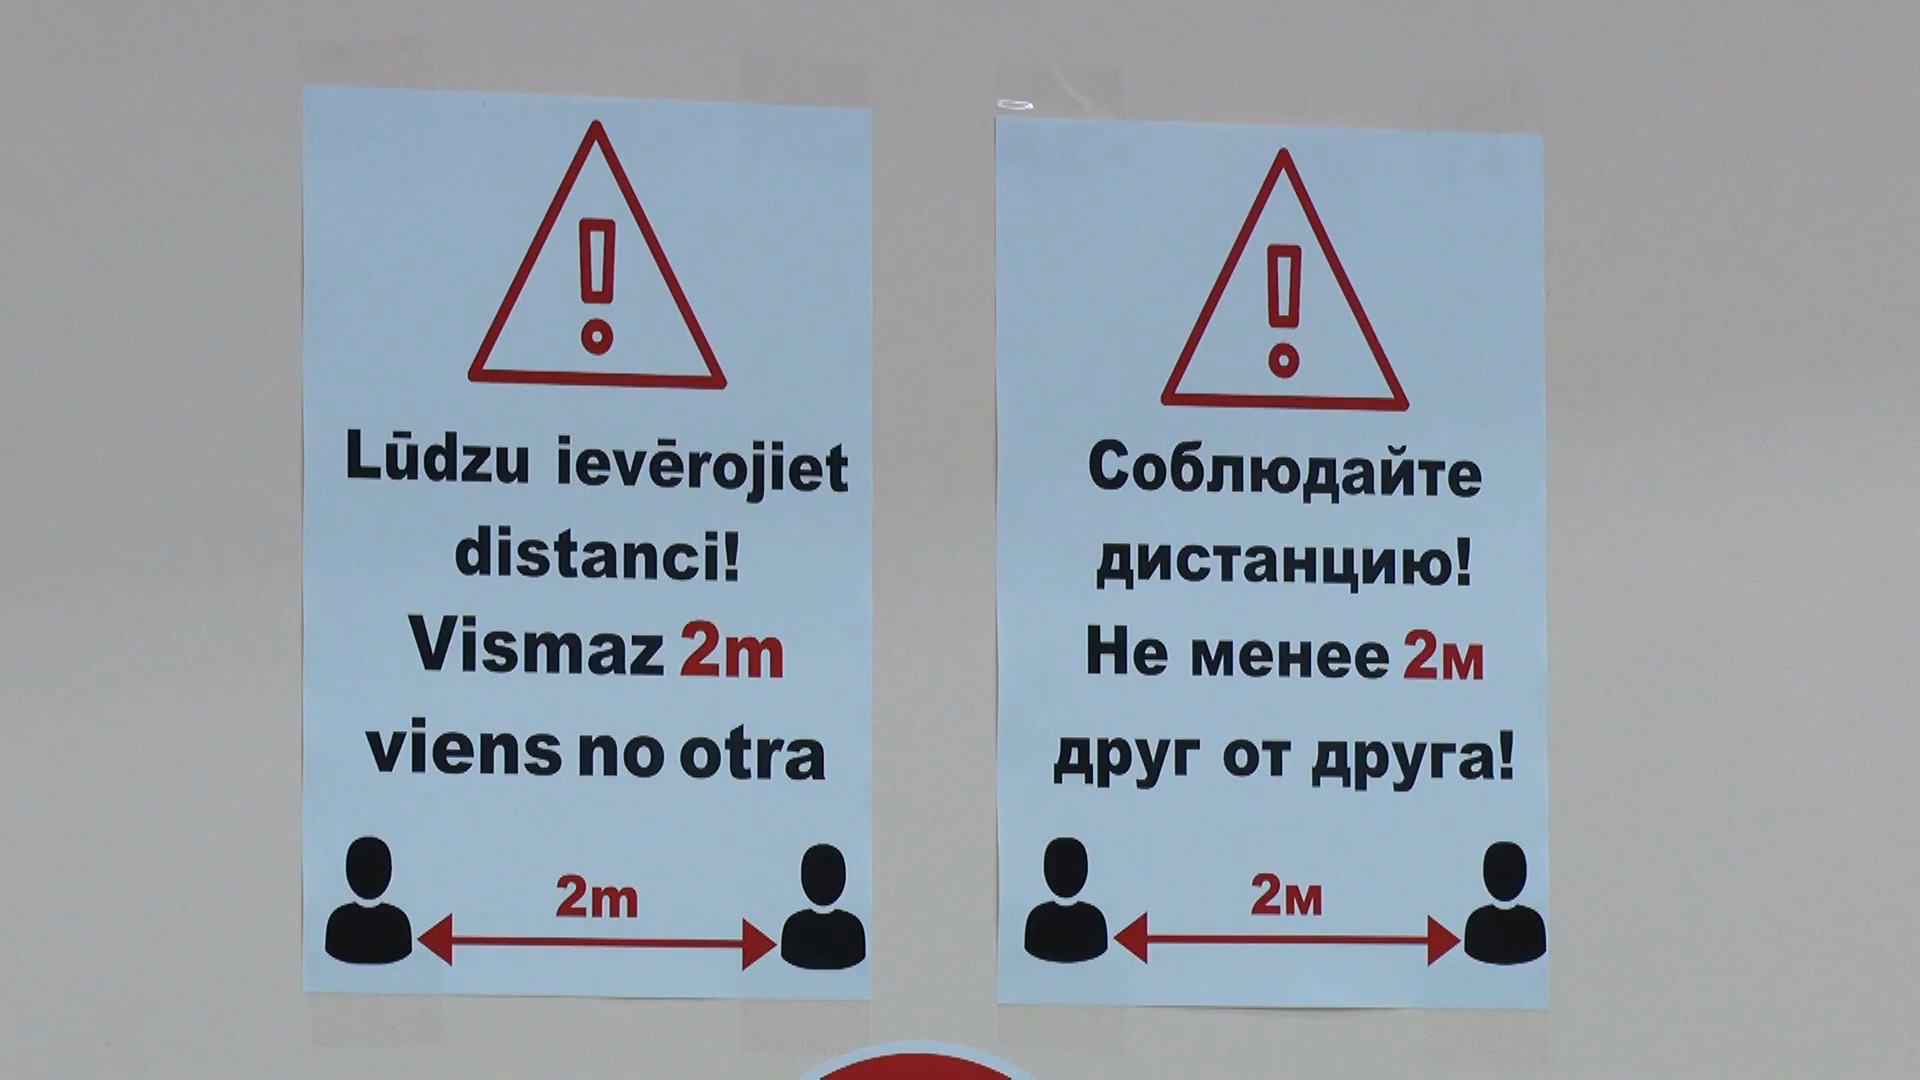 Lūdzu ievērojiet
distanci!
Vismaz 2m
viens no otra
2m
Соблюдайте
дистанцию!
Не менее 2м
друг от друга!
2м